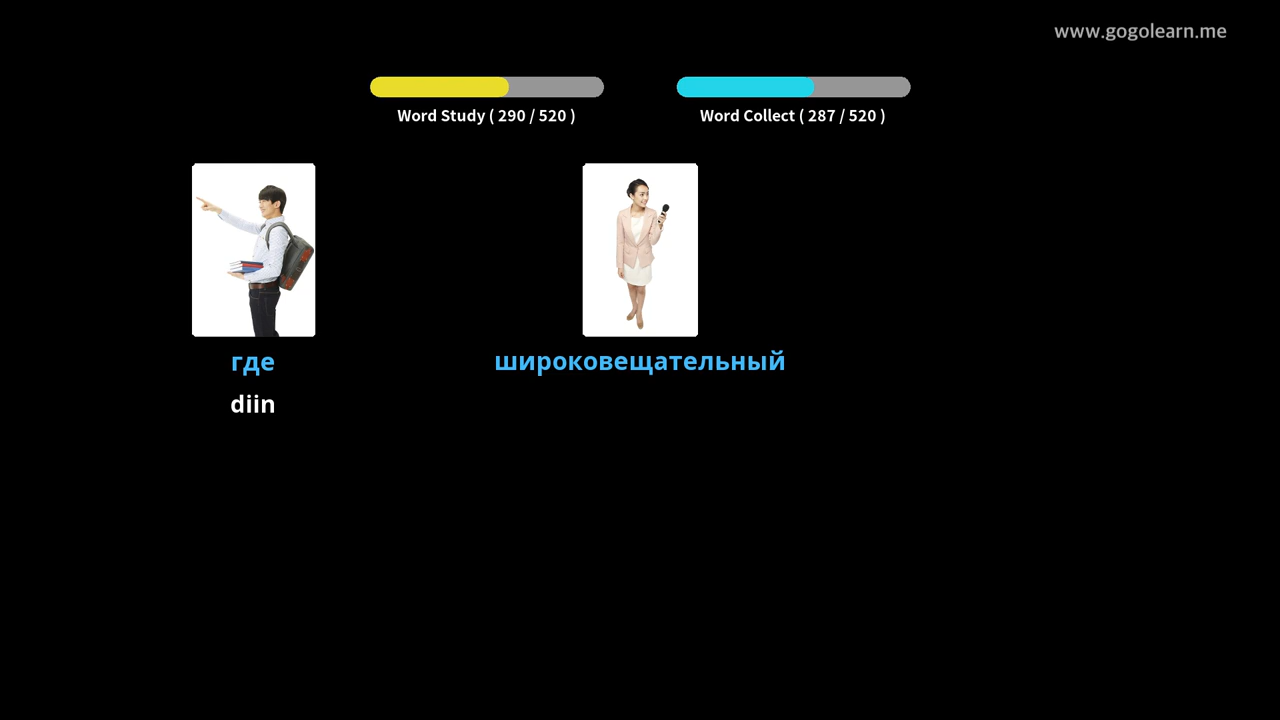 www.gogolearn.me
Word Study ( 290 / 520 )
Word Collect ( 287 / 520 )
где
широковещательный
diin